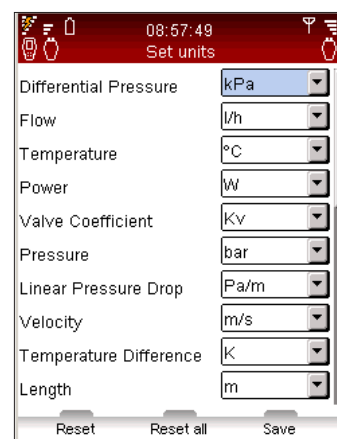 08:57:49
Set units
Differential Pressure kPa
Flow l/h
Temperature °C
Power W
Valve Coefficient Kv
Pressure bar
Linear Pressure Drop Pa/m
Velocity m/s
Temperature Difference K
Length m
Reset Reset all Save